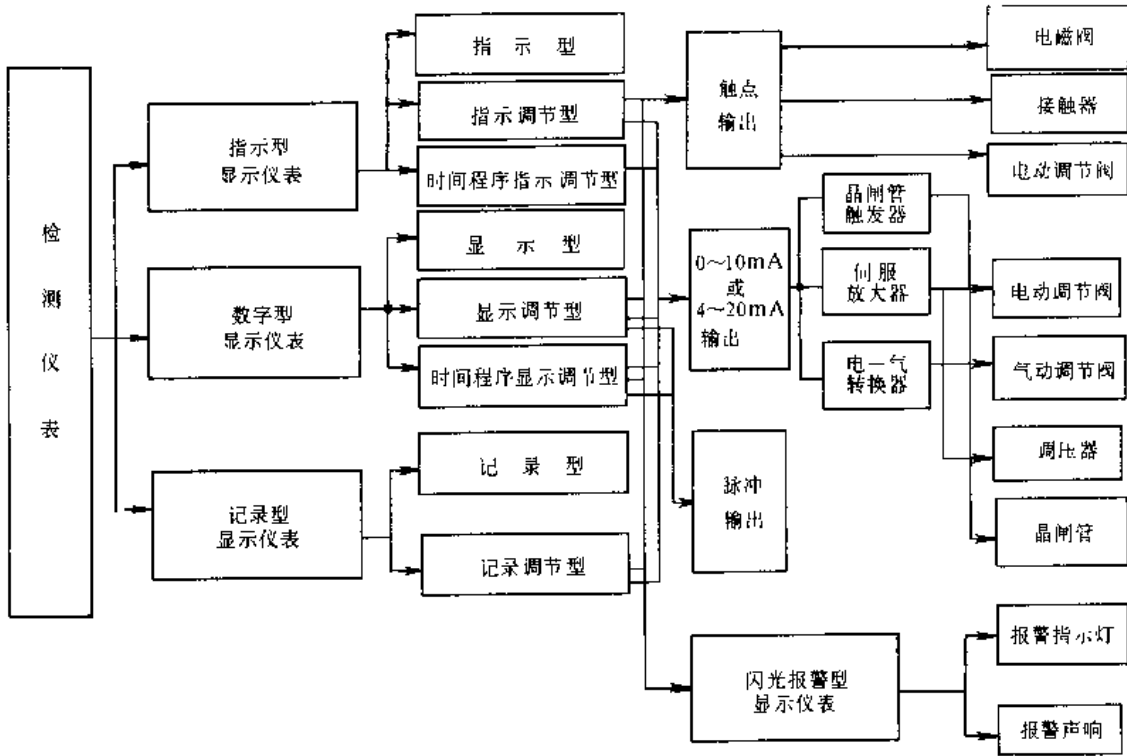 检
测
仪
表
指示型
显示仪表
数字型
显示仪表
记录型
显示仪表
指示型
指示调节型
时间程序指示调节型
显示型
显示调节型
时间程序显示调节型
记录型
记录调节型
触点
输出
0～10mA
或
4～20mA
输出
脉冲
输出
闪光报警型
显示仪表
晶闸管
触发器
伺服
放大器
电一气
转换器
电磁阀
接触器
电动调节阀
电动调节阀
气动调节阀
调压器
晶闸管
报警指示灯
报警声响